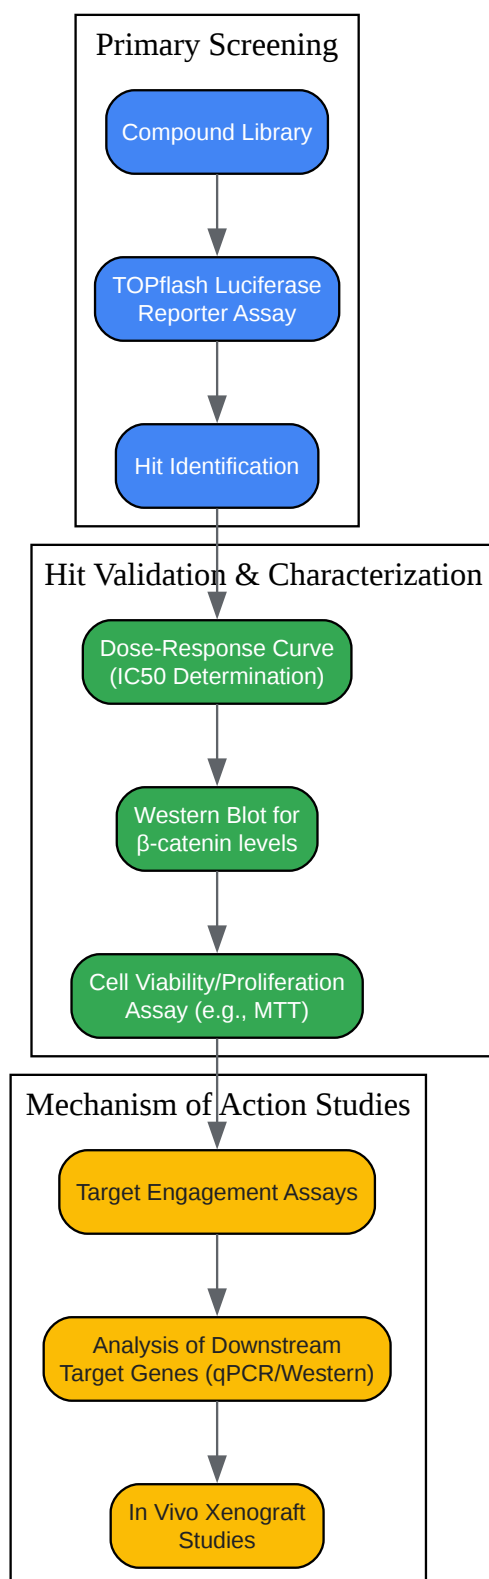 Primary Screening
Compound Library
TOPflash Luciferase
Reporter Assay
Hit Identification
Hit Validation & Characterization
Dose-Response Curve
(IC50 Determination)
Western Blot for
β-catenin levels
Cell Viability/Proliferation
Assay (e.g., MTT)
Mechanism of Action Studies
Target Engagement Assays
Analysis of Downstream
Target Genes (qPCR/Western)
In Vivo Xenograft
Studies